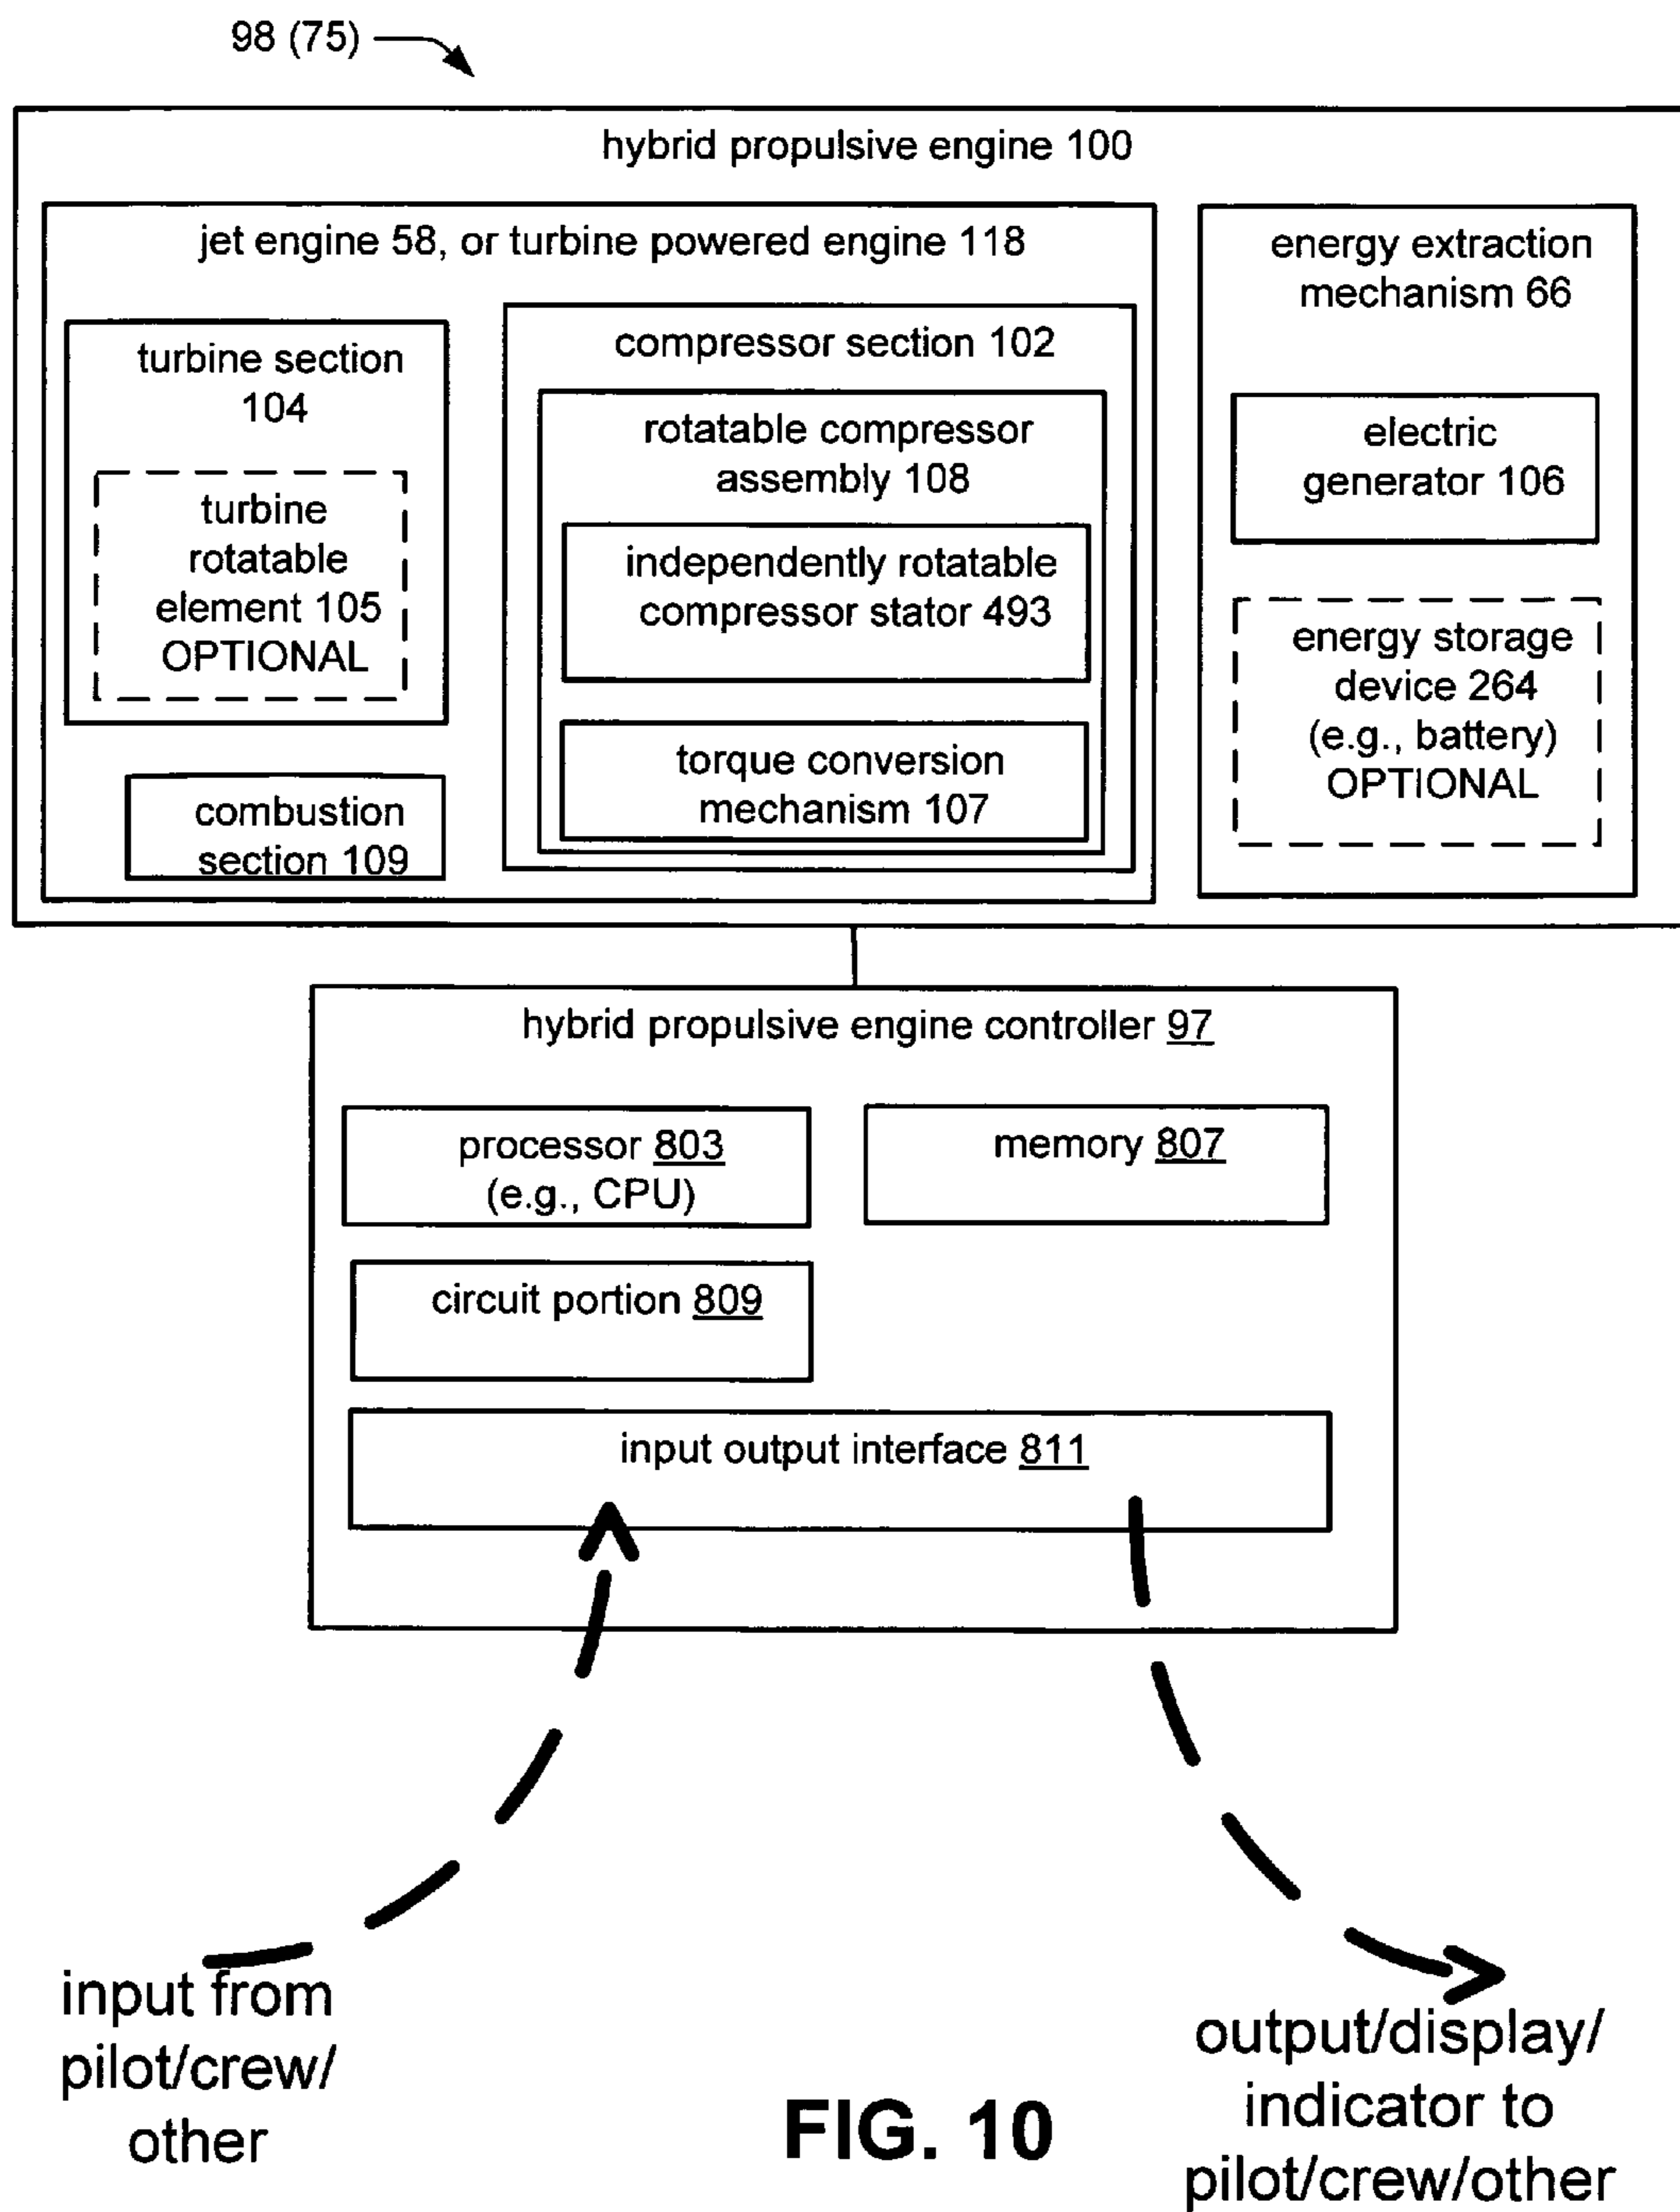 98 (75)
hybrid propulsive engine 100
jet engine 58, or turbine powered engine 118
turbine section
104
turbine
rotatable
element 105
OPTIONAL
combustion
section 109
compressor section 102
rotatable compressor
assembly 108
independently rotatable
compressor stator 493
torque conversion
mechanism 107
energy extraction
mechanism 66
electric
generator 106
energy storage
device 264
(e.g., battery)
OPTIONAL
hybrid propulsive engine controller 97
processor 803
(e.g., CPU)
memory 807
circuit portion 809
input output interface 811
input from
pilot/crew/
other
output/display/
indicator to
pilot/crew/other
FIG. 10